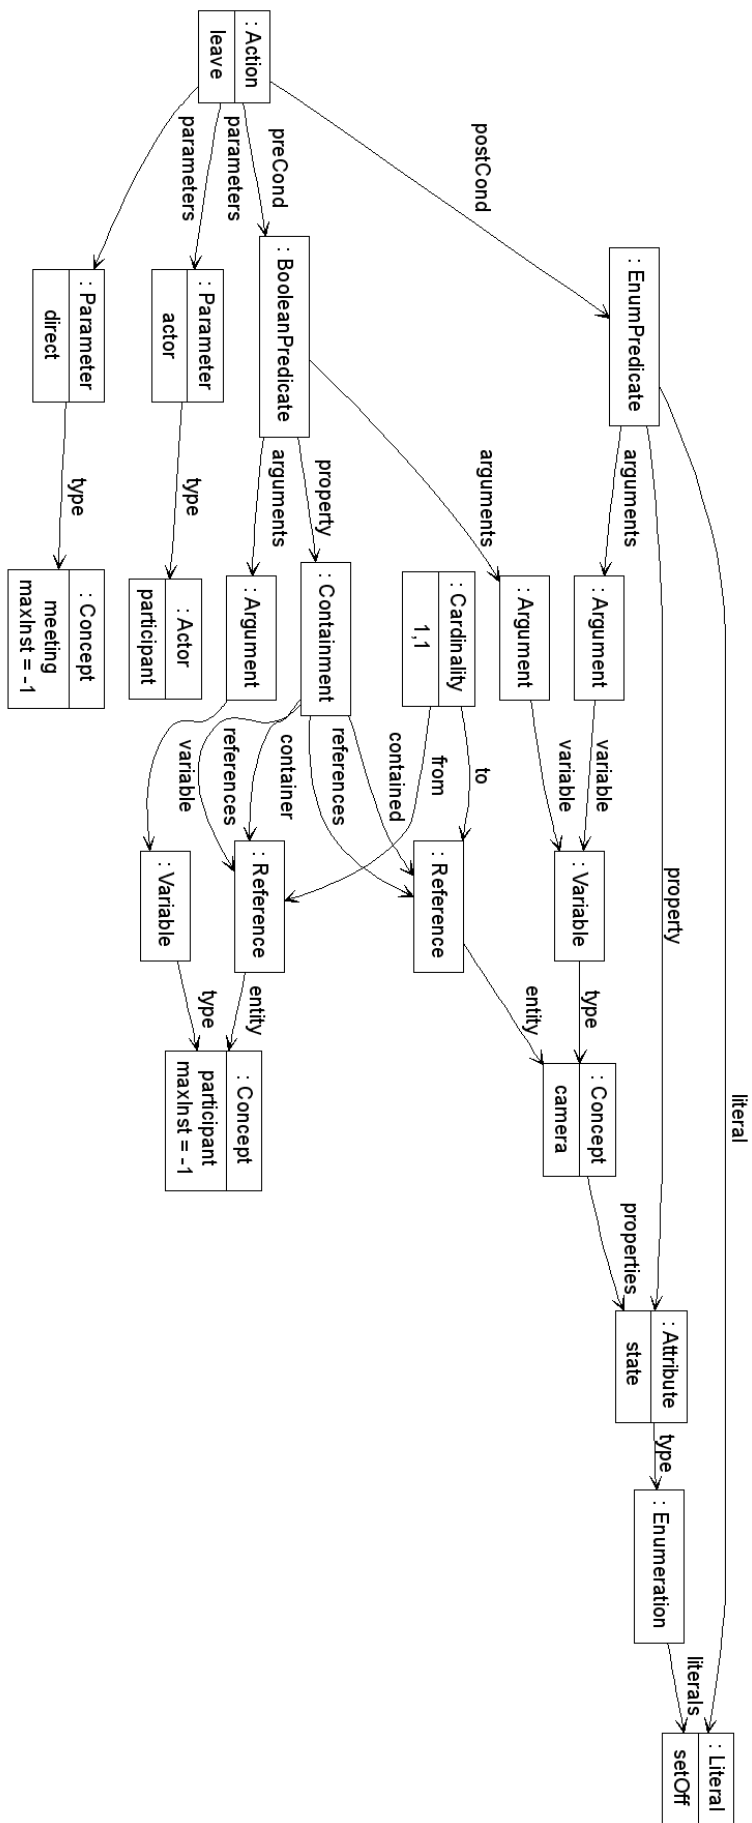 : Action
leave
postCond
preCond
parameters
parameters
: EnumPredicate
: BooleanPredicate
: Parameter
actor
: Parameter
direct
literal
property
arguments
arguments
property
arguments
type
type
: Argument
: Argument
: Cardinality
1,1
: Containment
: Argument
: Actor
participant
: Concept
meeting
maxInst = -1
variable
variable
to
from
contained
references
container
references
variable
: Variable
: Reference
: Reference
: Variable
type
entity
entity
type
: Concept
camera
: Concept
participant
maxInst = -1
properties
: Attribute
state
type
: Enumeration
literals
: Literal
setOff